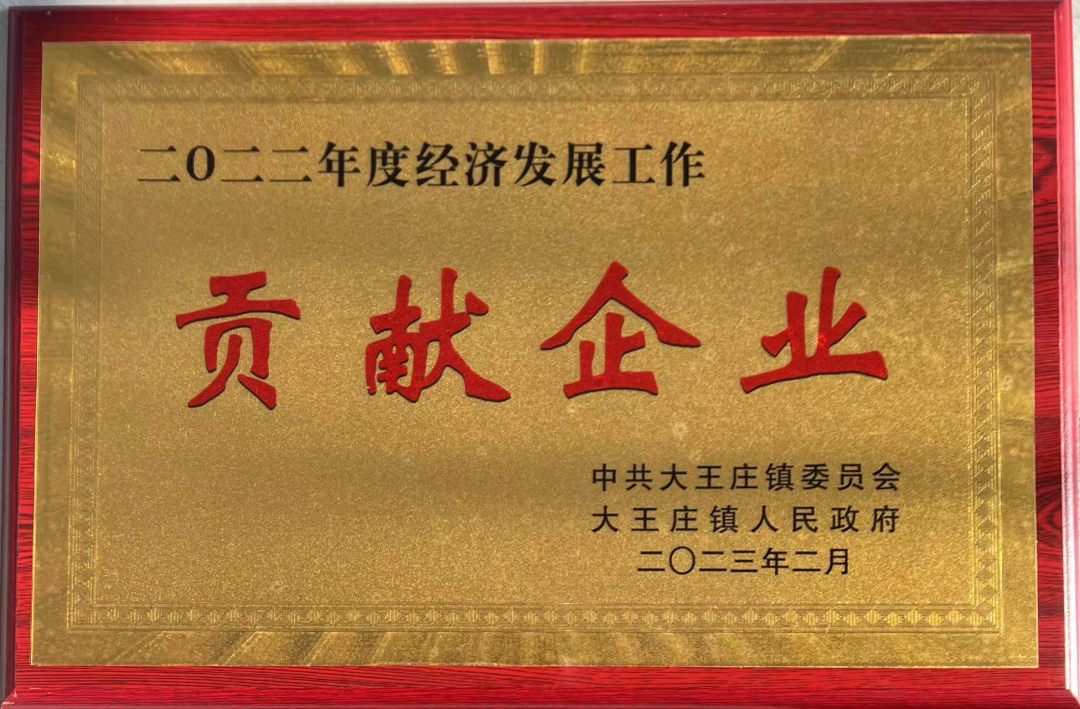 二O二二年度经济发展工作
贡献企业
中共大王庄镇委员会
大王庄镇人民政府
二〇二三年二月